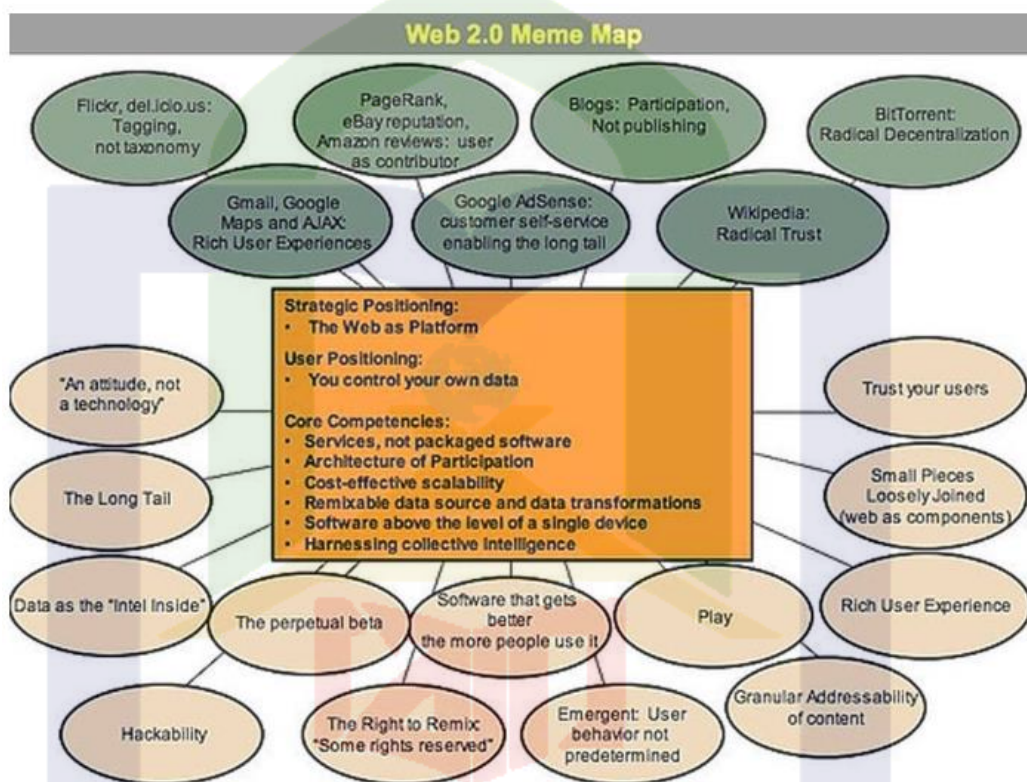 Web 2.0 Meme Map
Flickr, del.icio.us:
Tagging,
not taxonomy
PageRank,
eBay reputation,
Amazon reviews: user
as contributor
Blogs: Participation,
Not publishing
BitTorrent:
Radical Decentralization
Gmail, Google
Maps and AJAX:
Rich User Experiences
Google AdSense:
customer self-service
enabling the long tail
Wikipedia:
Radical Trust
Strategic Positioning:
• The Web as Platform
User Positioning:
• You control your own data
Core Competencies:
• Services, not packaged software
• Architecture of Participation
• Cost-effective scalability
• Remixable data source and data transformations
• Software above the level of a single device
• Harnessing collective intelligence
"An attitude, not
a technology"
Trust your users
The Long Tail
Small Pieces
Loosely Joined
(web as components)
Data as the "Intel Inside"
The perpetual beta
Software that gets
better
the more people use it
Play
Rich User Experience
Hackability
The Right to Remix:
"Some rights reserved"
Emergent: User
behavior not
predetermined
Granular Addressability
of content